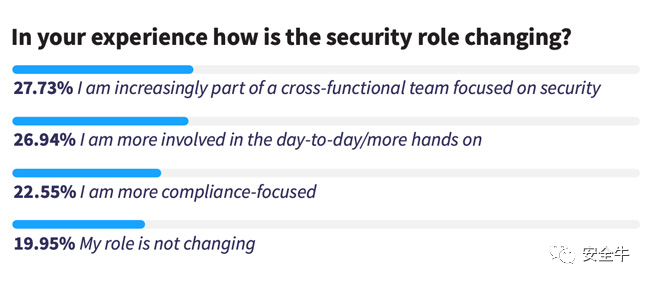 In your experience how is the security role changing?
27.73% I am increasingly part of a cross-functional team focused on security
26.94% I am more involved in the day-to-day/more hands on
22.55% I am more compliance-focused
19.95% My role is not changing
安全牛